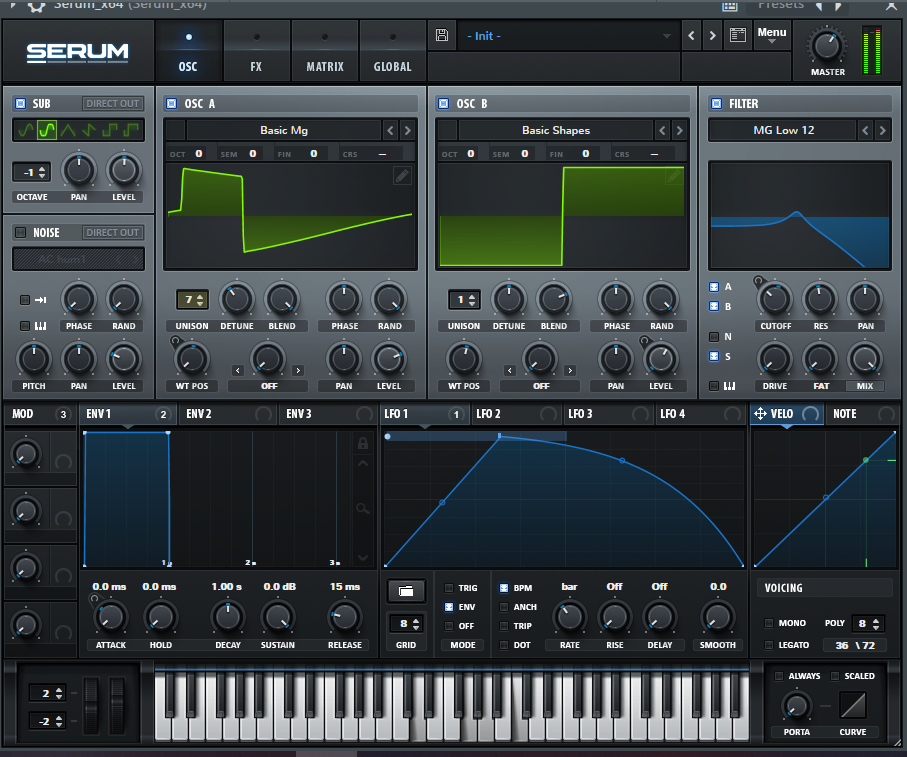 Serum_x64 (Serum_x64) Presets
SERUM
OSC FX MATRIX GLOBAL
- Init -
Menu
MASTER
SUB DIRECT OUT
OSC A
OSC B
FILTER
Basic Mg
Basic Shapes
MG Low 12
OCT 0 SEM 0 FIN 0 CRS --
OCT 0 SEM 0 FIN 0 CRS --
-1
OCTAVE PAN LEVEL
NOISE DIRECT OUT
AC hum1
PHASE RAND
PITCH PAN LEVEL
7
UNISON DETUNE BLEND PHASE RAND
WT POS OFF PAN LEVEL
1
UNISON DETUNE BLEND PHASE RAND
WT POS OFF PAN LEVEL
A
B
N
S
CUTOFF RES PAN
DRIVE FAT MIX
MOD 3 ENV 1 2 ENV 2 ENV 3 LFO 1 1 LFO 2 LFO 3 LFO 4 VELO NOTE
1 2 3
0.0 ms 0.0 ms 1.00 s 0.0 dB 15 ms
ATTACK HOLD DECAY SUSTAIN RELEASE
8
GRID
TRIG
ENV
OFF
MODE
BPM
ANCH
TRIP
DOT
bar Off Off 0.0
RATE RISE DELAY SMOOTH
VOICING
MONO POLY 8
LEGATO 36 \ 72
2
-2
ALWAYS SCALED
PORTA CURVE